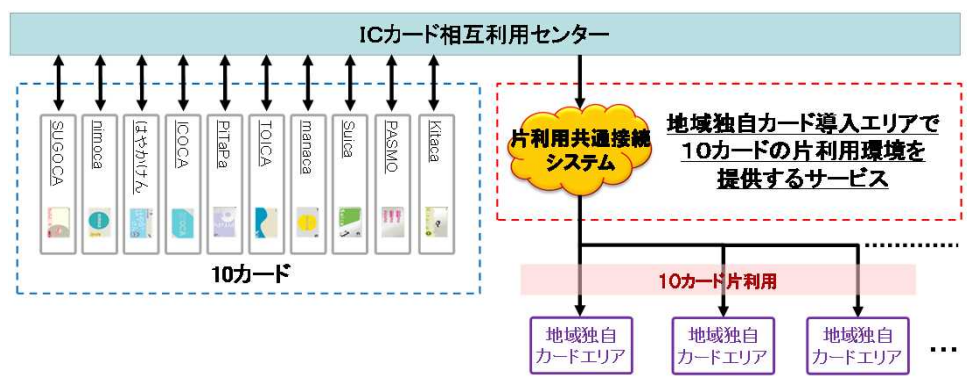 ICカード相互利用センター
SUGOCA
nimoca
はやかけん
ICOCA
PiTaPa
TOICA
manaca
Suica
PASMO
Kitaca
10カード
片利用共通接続
システム
地域独自カード導入エリアで
10カードの片利用環境を
提供するサービス
10カード片利用
地域独自
カードエリア
地域独自
カードエリア
地域独自
カードエリア
…